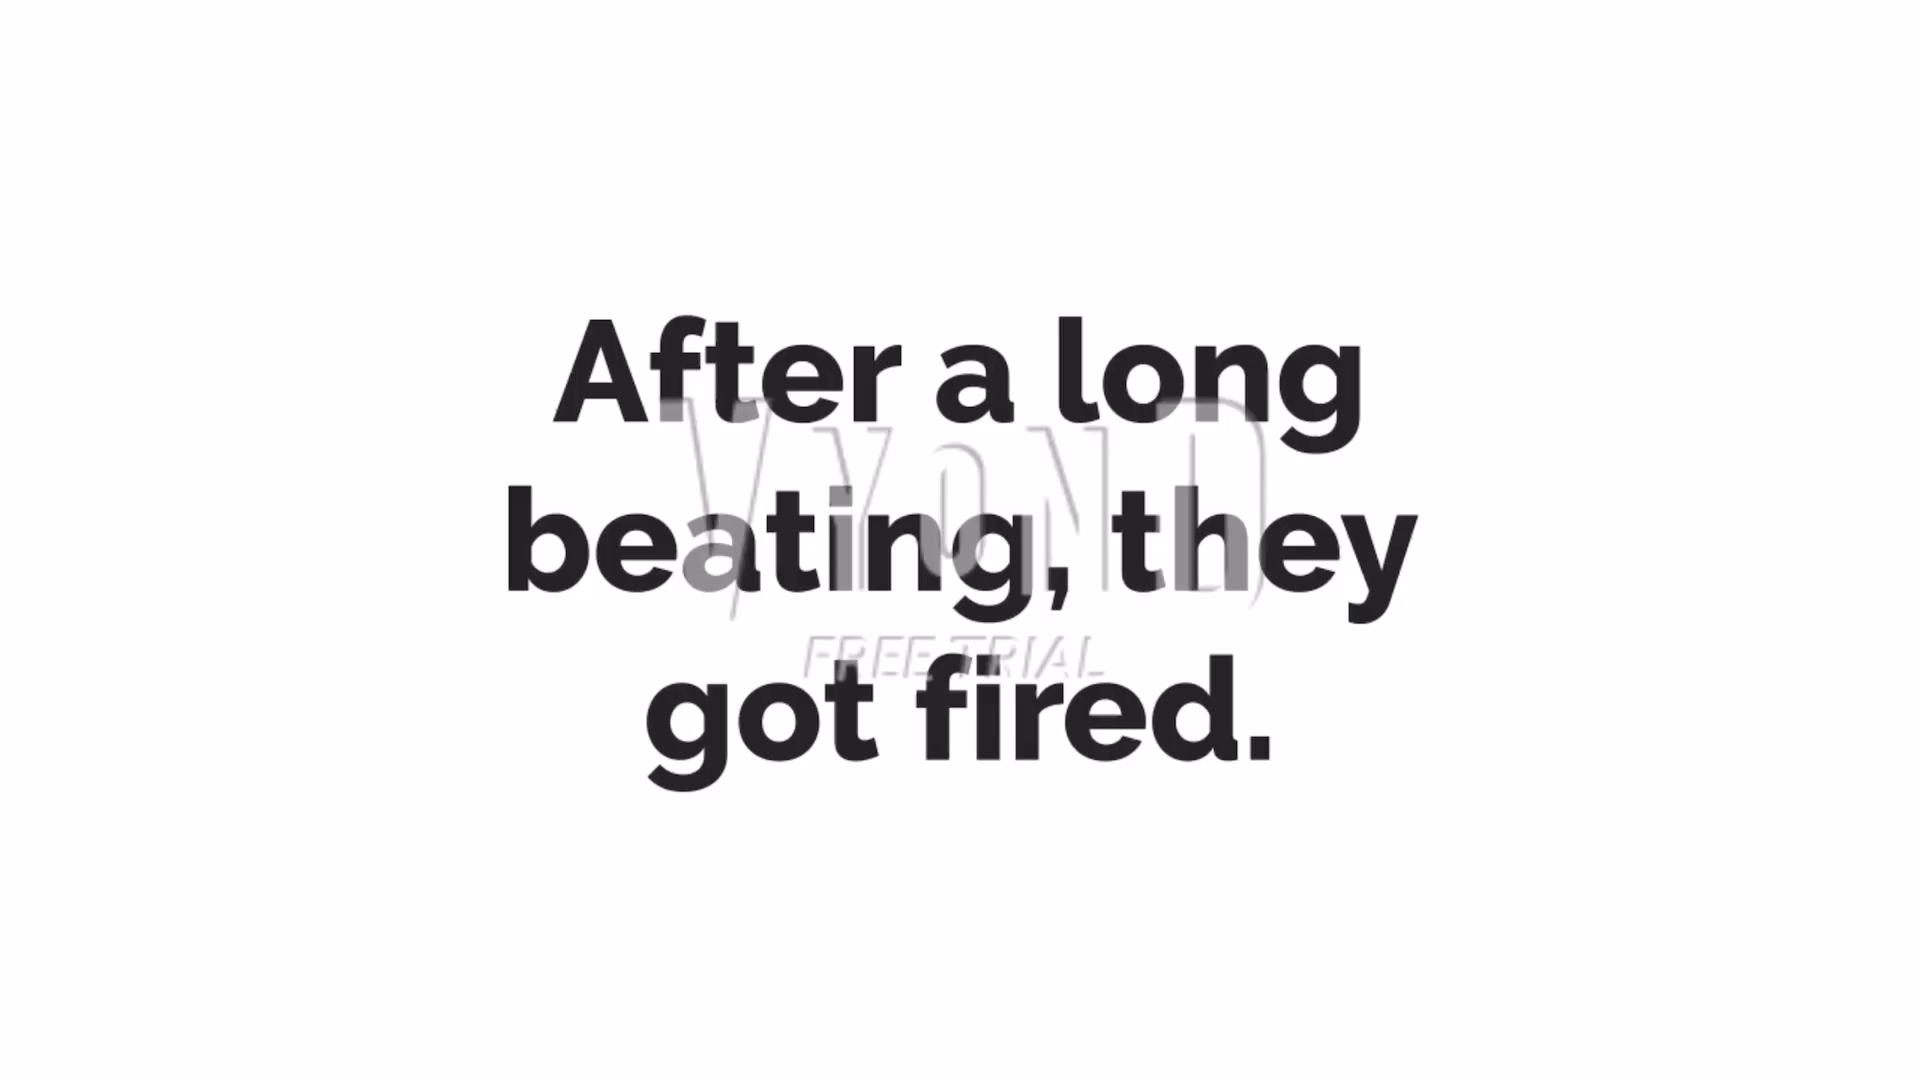 After a long
beating, they
got fired.
VYOND
FREE TRIAL